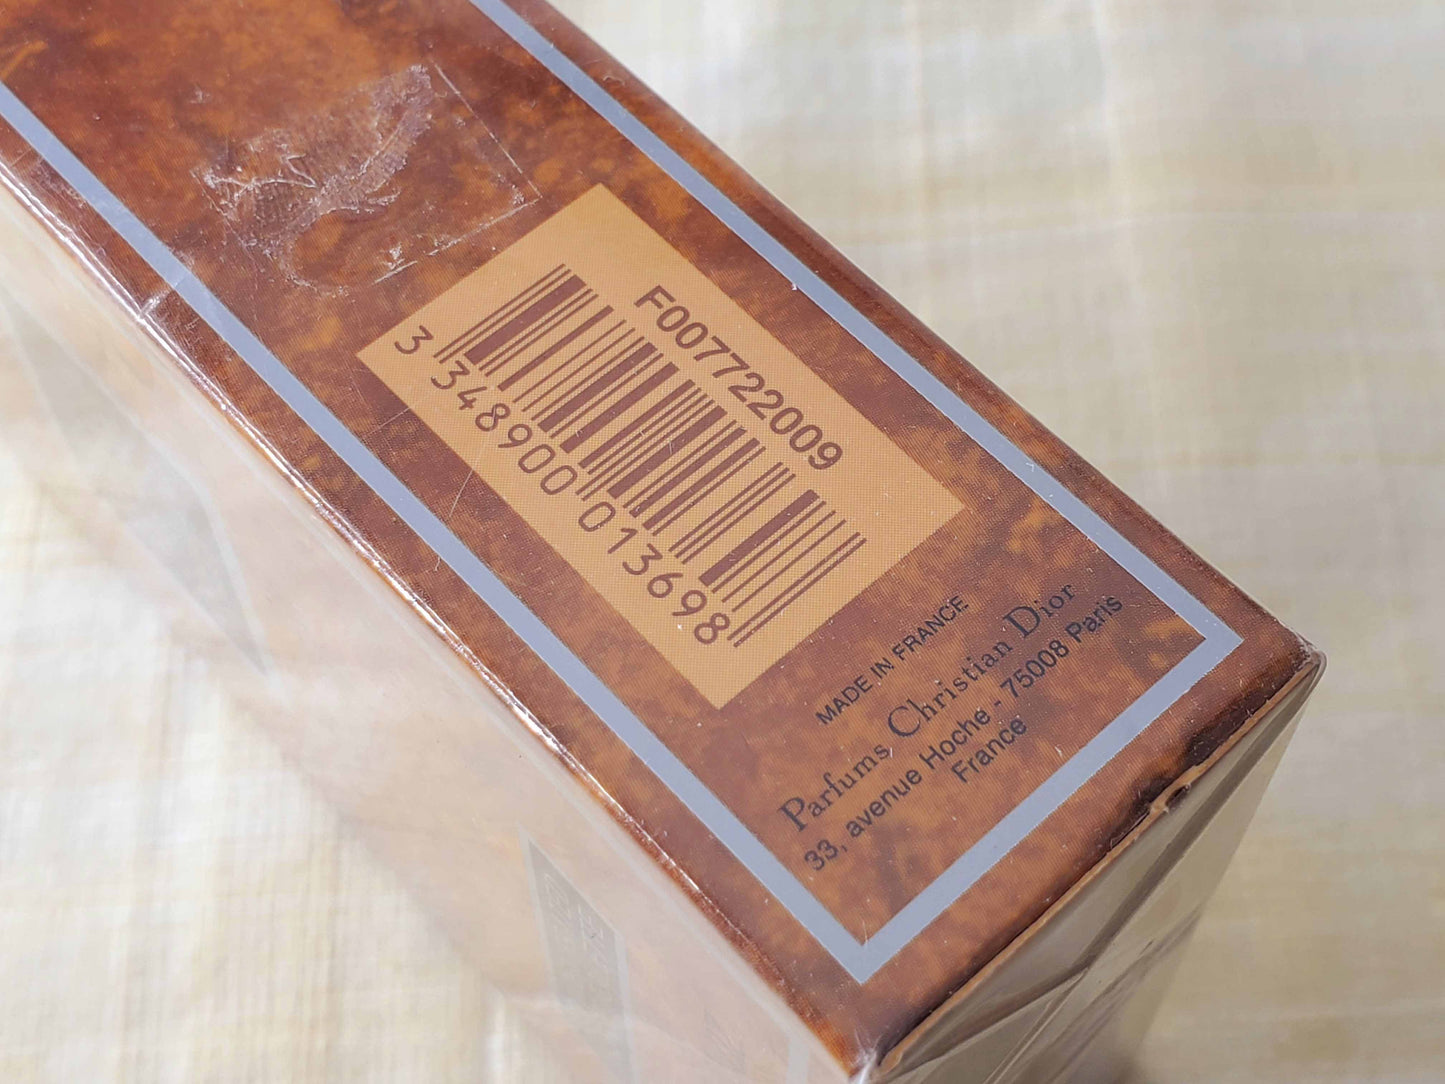 F007722009
3 348900 013698
MADE IN FRANCE
Parfums Christian Dior
33, avenue Hoche - 75008 Paris
France